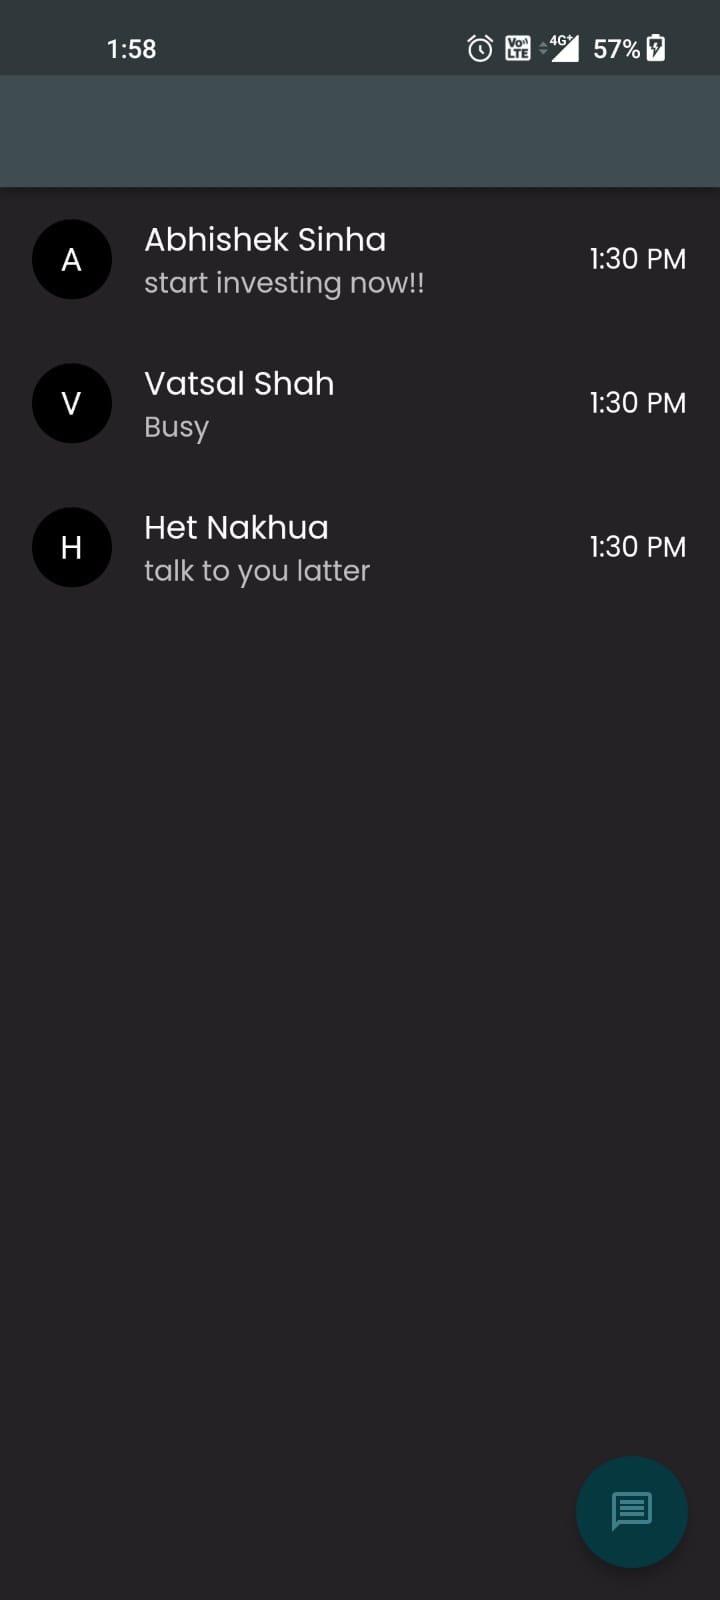 1:58 Vo)) LTE 4G+ 57%
A Abhishek Sinha 1:30 PM
start investing now!!
V Vatsal Shah 1:30 PM
Busy
H Het Nakhua 1:30 PM
talk to you latter